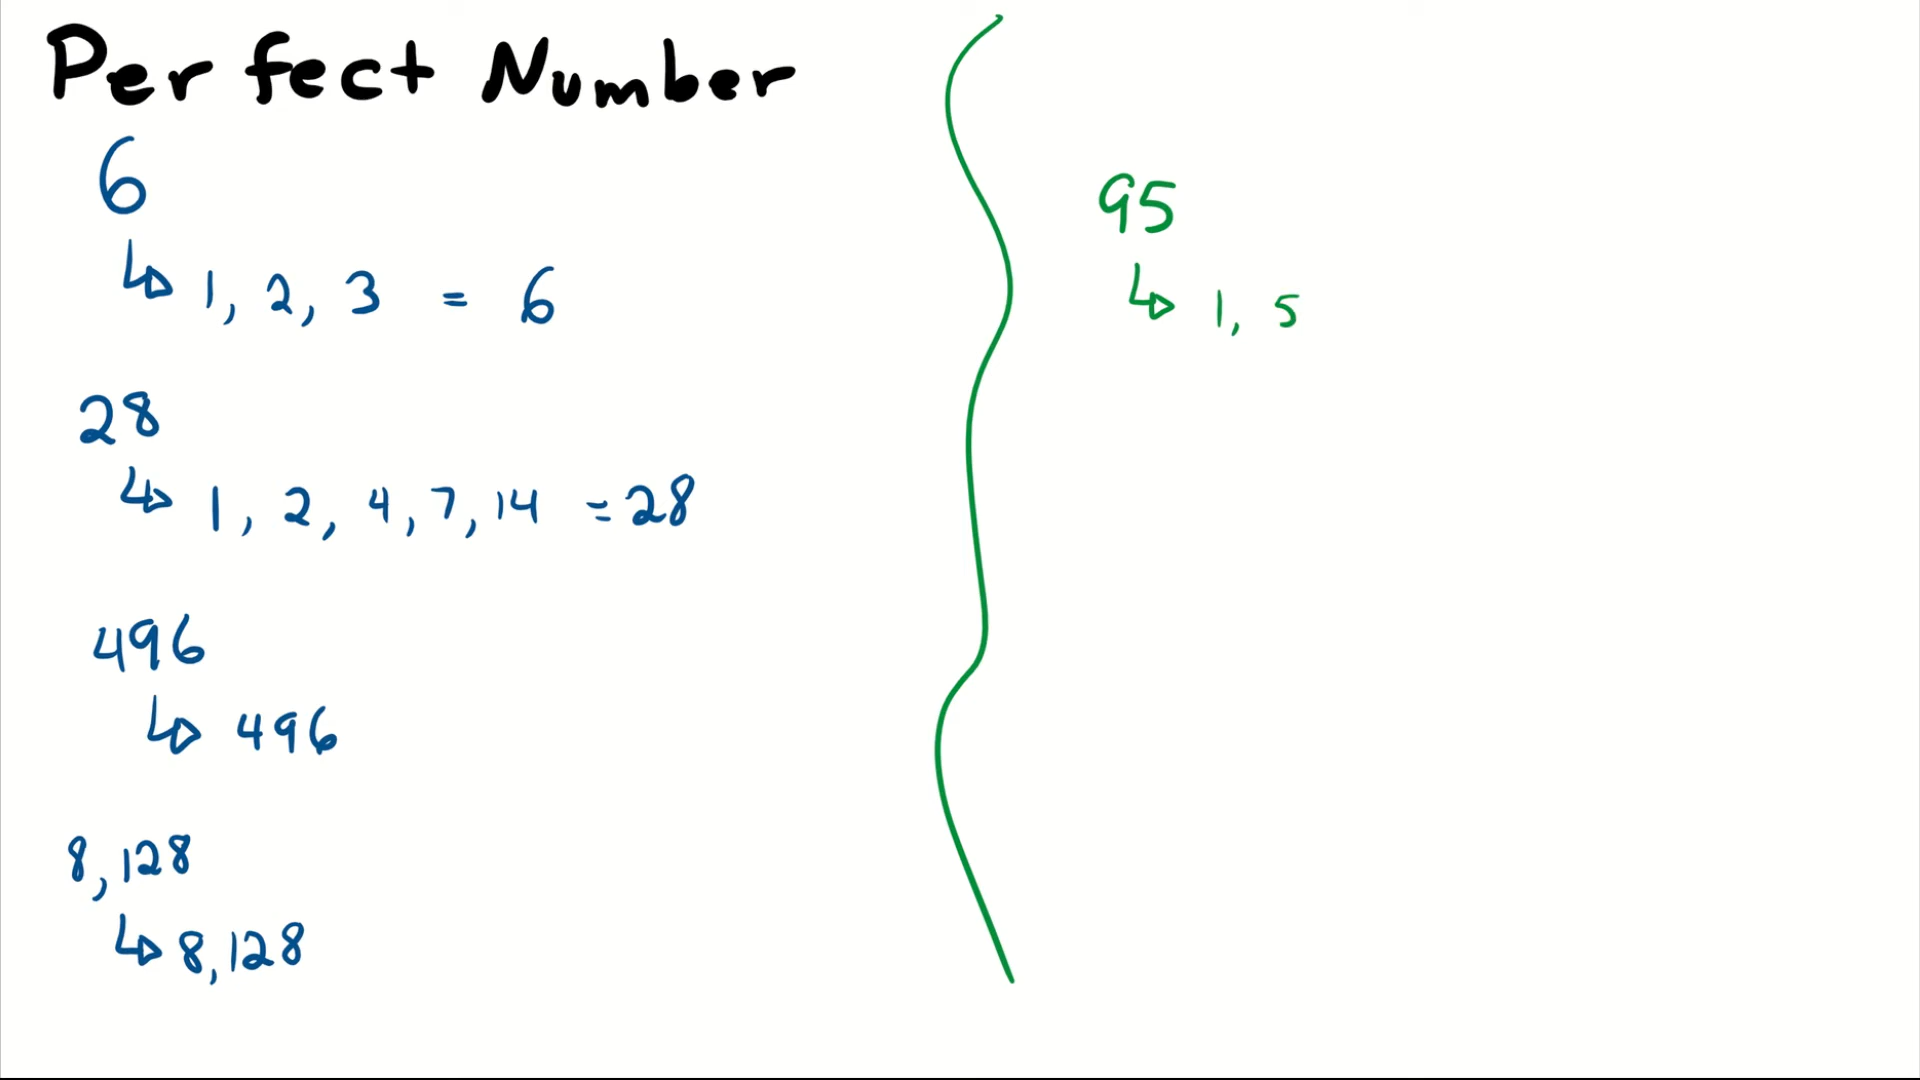 Perfect Number
6
↳ 1, 2, 3 = 6
28
↳ 1, 2, 4, 7, 14 = 28
496
↳ 496
8,128
↳ 8,128
95
↳ 1, 5